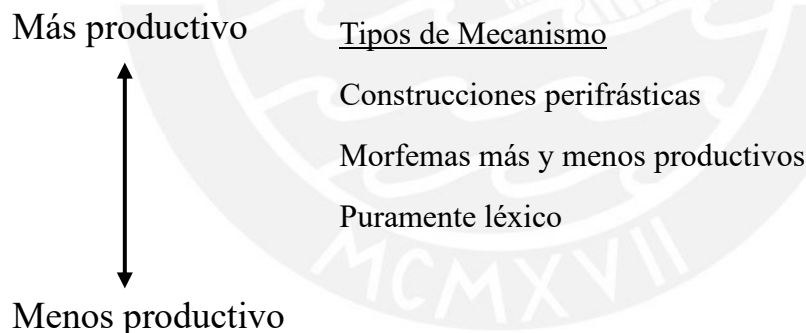 Más productivo
Tipos de Mecanismo
Construcciones perifrásticas
Morfemas más y menos productivos
Puramente léxico
MCMXVII
Menos productivo